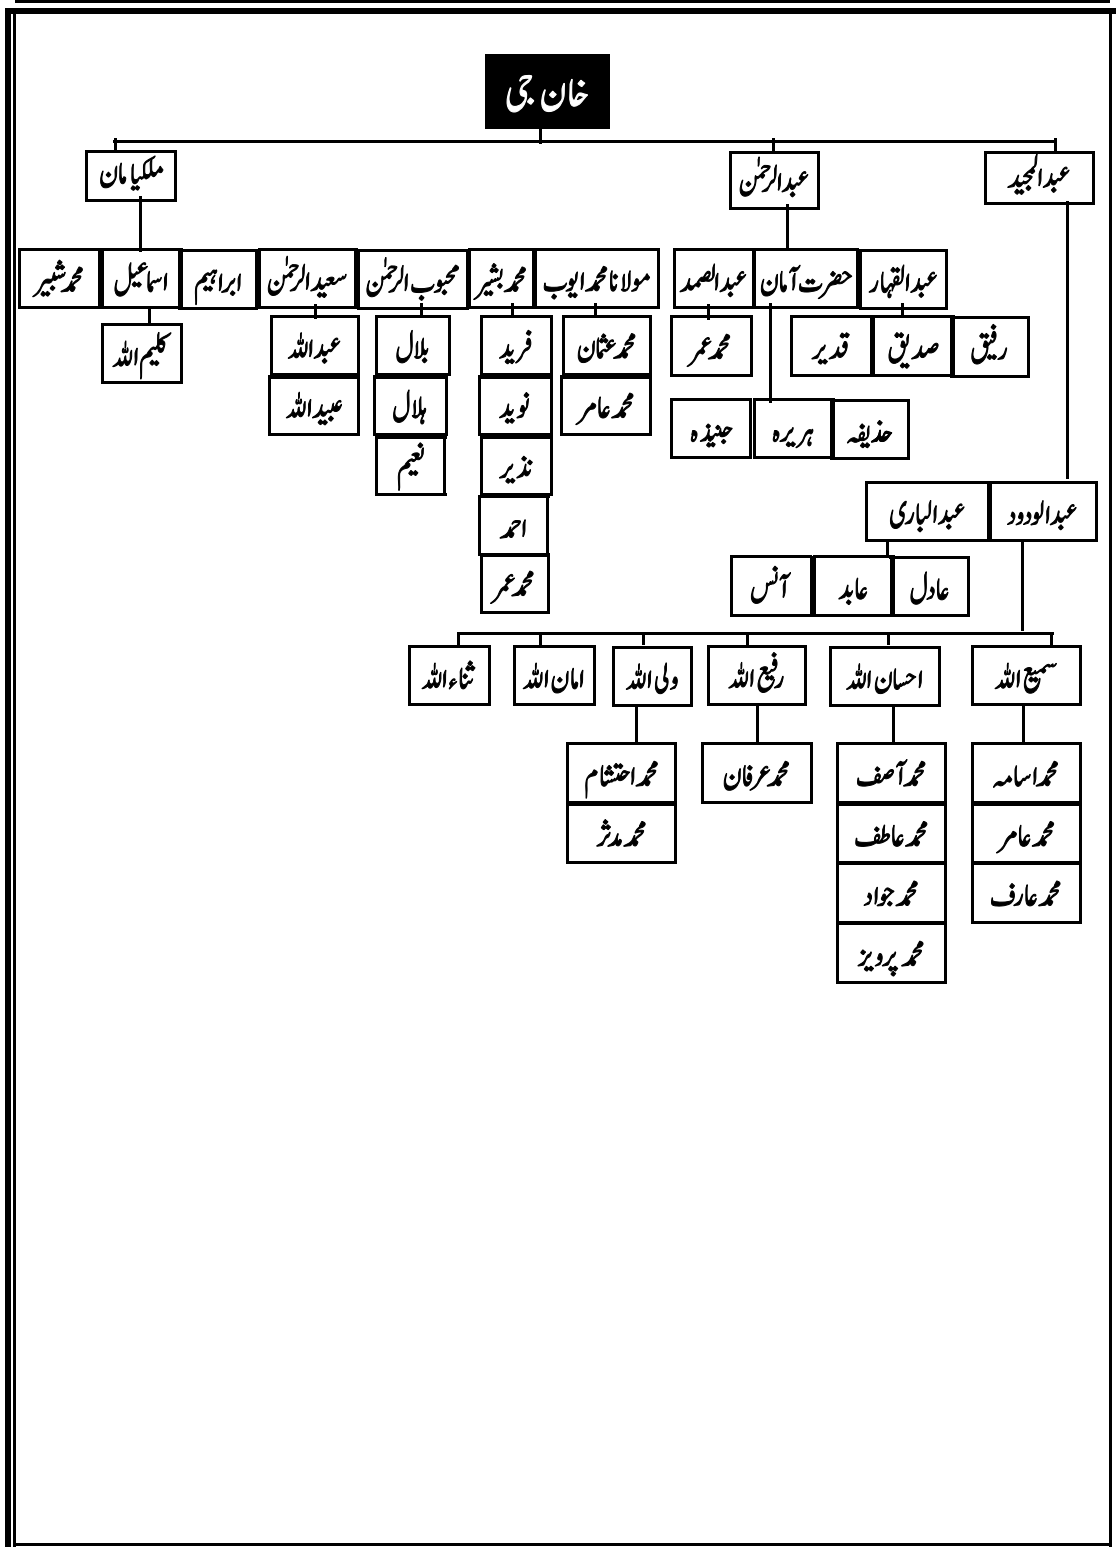 خان جی
عبدالمجید
عبدالرحمٰن
ملکیا مان
عبدالقہار
حضرت آمان
عبدالصمد
مولانا محمد ایوب
محمد بشیر
محبوب الرحمٰن
سعید الرحمٰن
ابراہیم
اسماعیل
محمد شبیر
رفیق
صدیق
قدیر
محمد عمر
محمد عثمان
فرید
بلال
عبداللہ
کلیم اللہ
حذیفہ
ہریرہ
جنیذہ
محمد عامر
نوید
ہلال
عبیداللہ
نذیر
نعیم
عبدالودود
عبدالباری
احمد
عادل
عابد
آنس
محمد عمر
سمیع اللہ
احسان اللہ
رفیع اللہ
ولی اللہ
امان اللہ
ثناء اللہ
محمد اسامہ
محمد آصف
محمد عرفان
محمد احتشام
محمد عامر
محمد عاطف
محمد مدثر
محمد عارف
محمد جواد
محمد پرویز